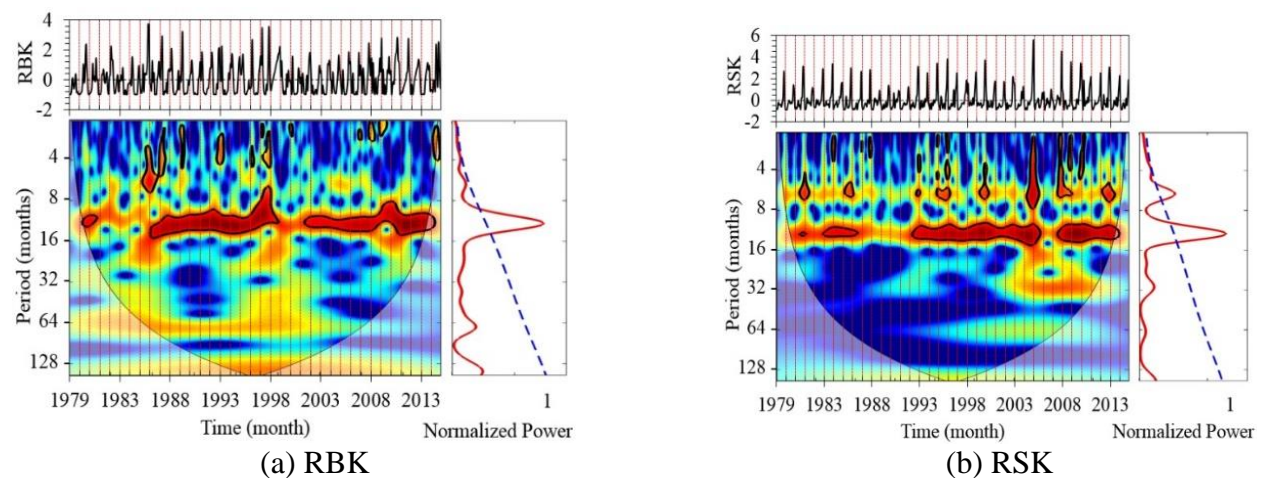 4
2
0
-2
RBK
4
8
16
32
64
128
Period (months)
1979 1983 1988 1993 1998 2003 2008 2013
Time (month)
1
Normalized Power
(a) RBK
6
4
2
0
-2
RSK
4
8
16
32
64
128
Period (months)
1979 1983 1988 1993 1998 2003 2008 2013
Time (month)
1
Normalized Power
(b) RSK